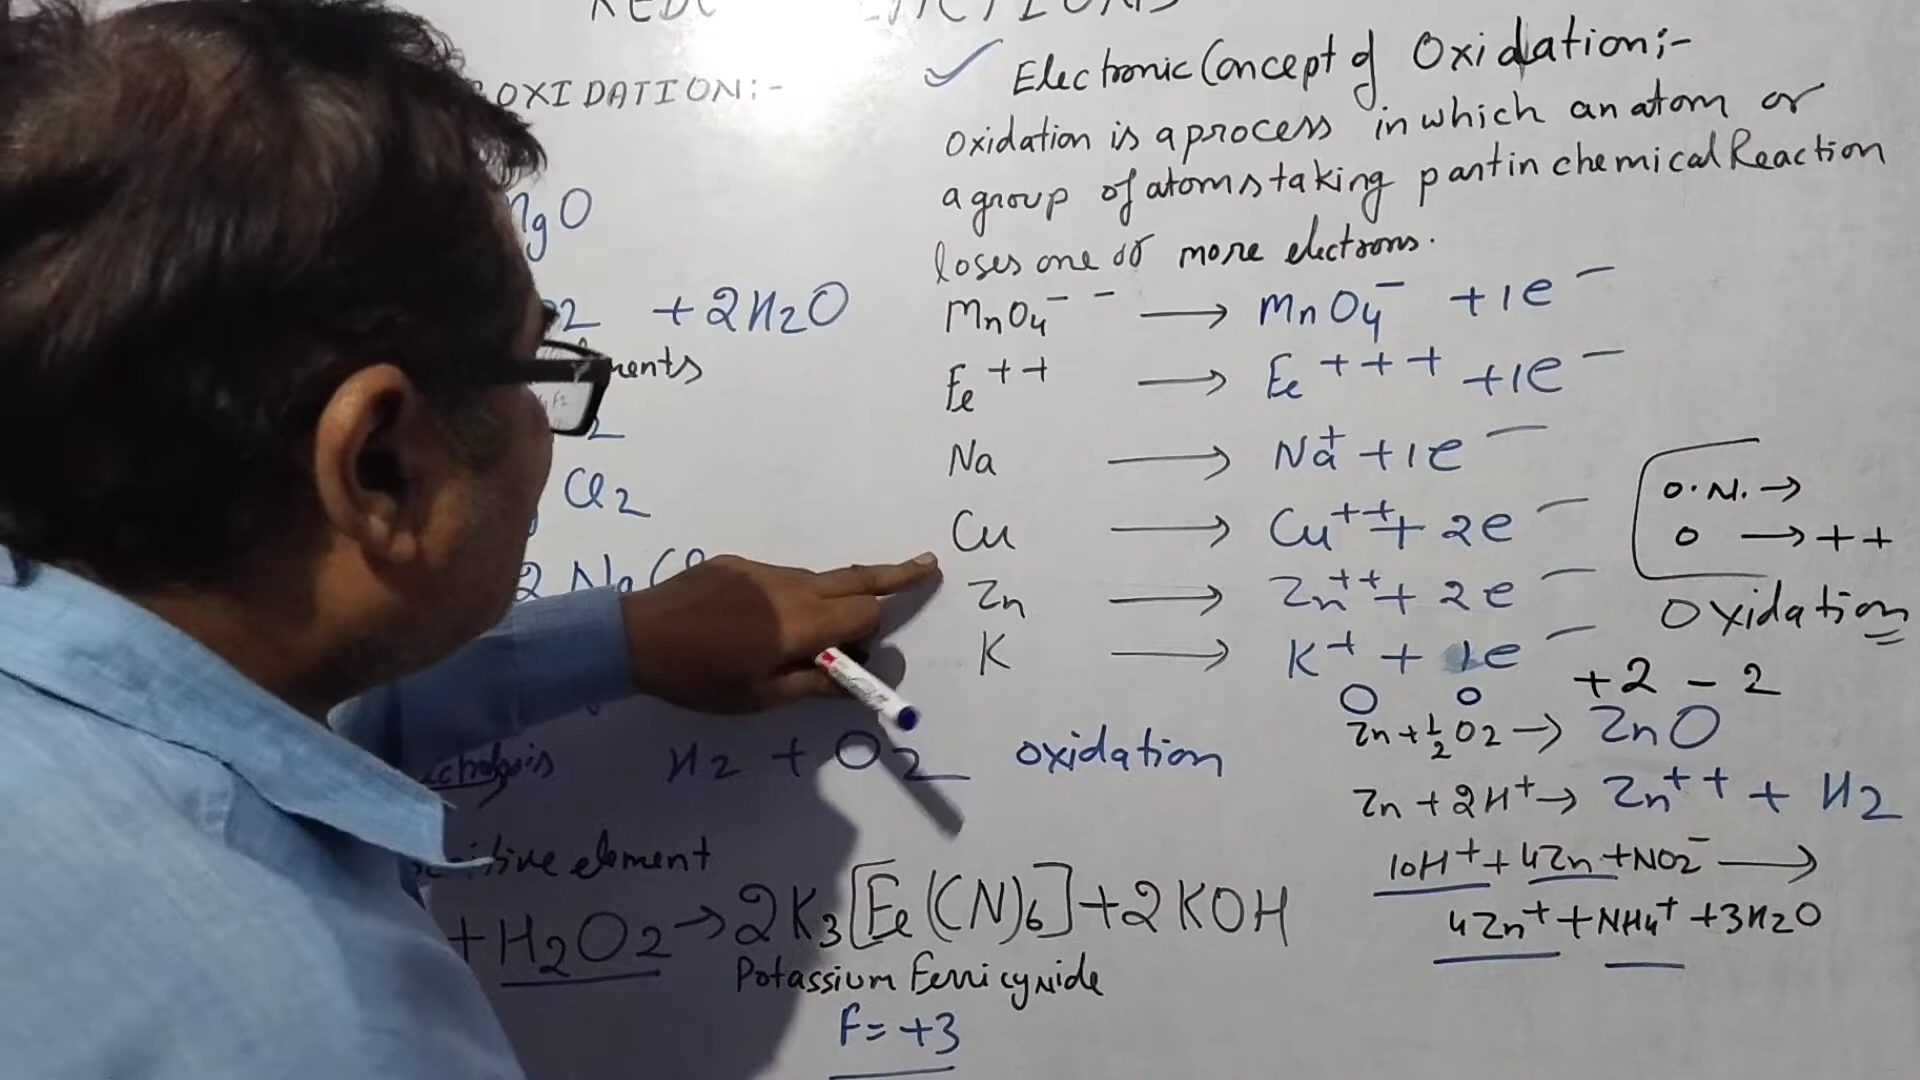 OXIDATION:-
MgO
+2H2O
Cl2
2 NaCl
H2 + O2 oxidation
element
+H2O2→2K3[Fe(CN)6]+2KOH
Potassium Ferricynide
F= +3
✓ Electronic Concept of Oxidation:-
Oxidation is a process in which an atom or
a group of atoms taking part in chemical Reaction
loses one or more electrons.
MnO4-- → MnO4- +1e-
Fe++ → Fe+++ +1e-
Na → Na+ +1e-
Cu → Cu++ + 2e-
Zn → Zn++ + 2e-
K → K+ + 1e-
O.N. →
0 → ++
Oxidation
0 0 +2 -2
Zn+1/2O2 → ZnO
Zn + 2H+ → Zn++ + H2
10H+ + 4Zn + NO2- →
4Zn+ + NH4+ + 3H2O